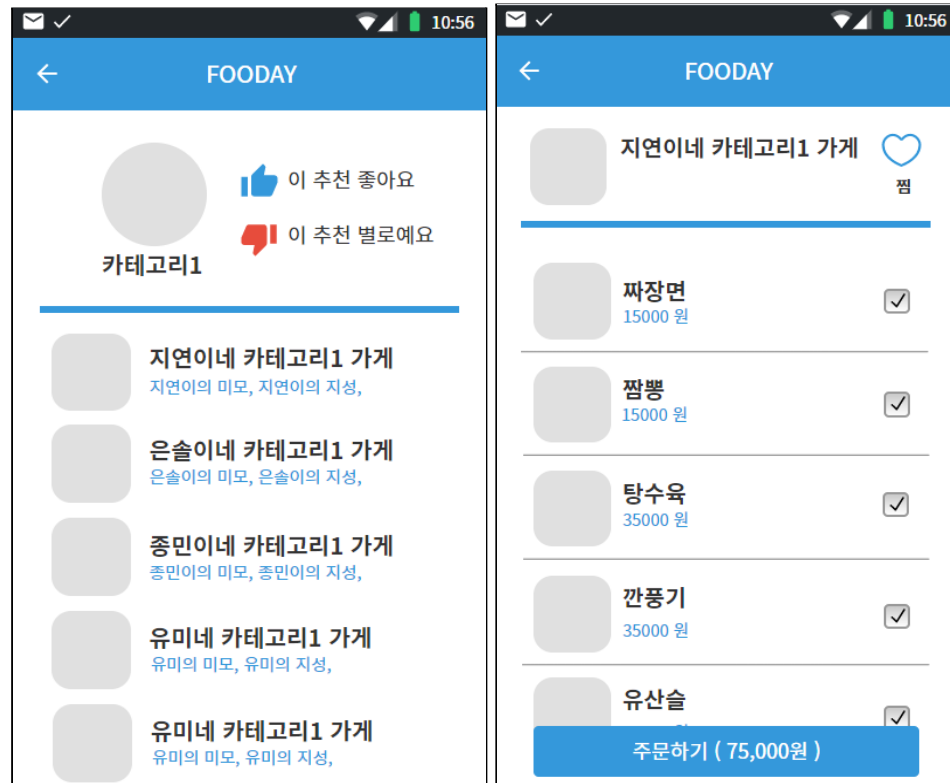 10:56
FOODAY
이 추천 좋아요
이 추천 별로예요
카테고리1
지연이네 카테고리1 가게
지연이의 미모, 지연이의 지성,
은솔이네 카테고리1 가게
은솔이의 미모, 은솔이의 지성,
종민이네 카테고리1 가게
종민이의 미모, 종민이의 지성,
유미네 카테고리1 가게
유미의 미모, 유미의 지성,
유미네 카테고리1 가게
유미의 미모, 유미의 지성,
10:56
FOODAY
지연이네 카테고리1 가게
찜
짜장면
15000 원
짬뽕
15000 원
탕수육
35000 원
깐풍기
35000 원
유산슬
주문하기 ( 75,000원 )